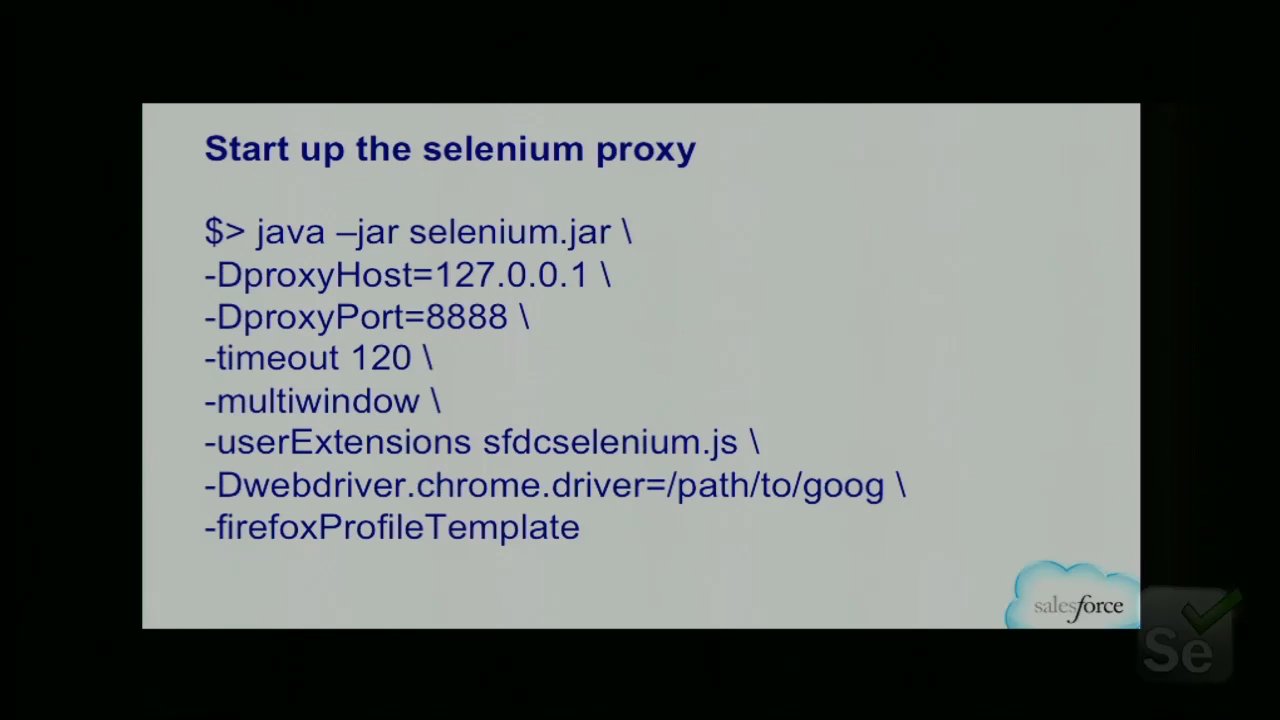 Start up the selenium proxy
$> java –jar selenium.jar \
-DproxyHost=127.0.0.1 \
-DproxyPort=8888 \
-timeout 120 \
-multiwindow \
-userExtensions sfdcselenium.js \
-Dwebdriver.chrome.driver=/path/to/goog \
-firefoxProfileTemplate
salesforce
Se